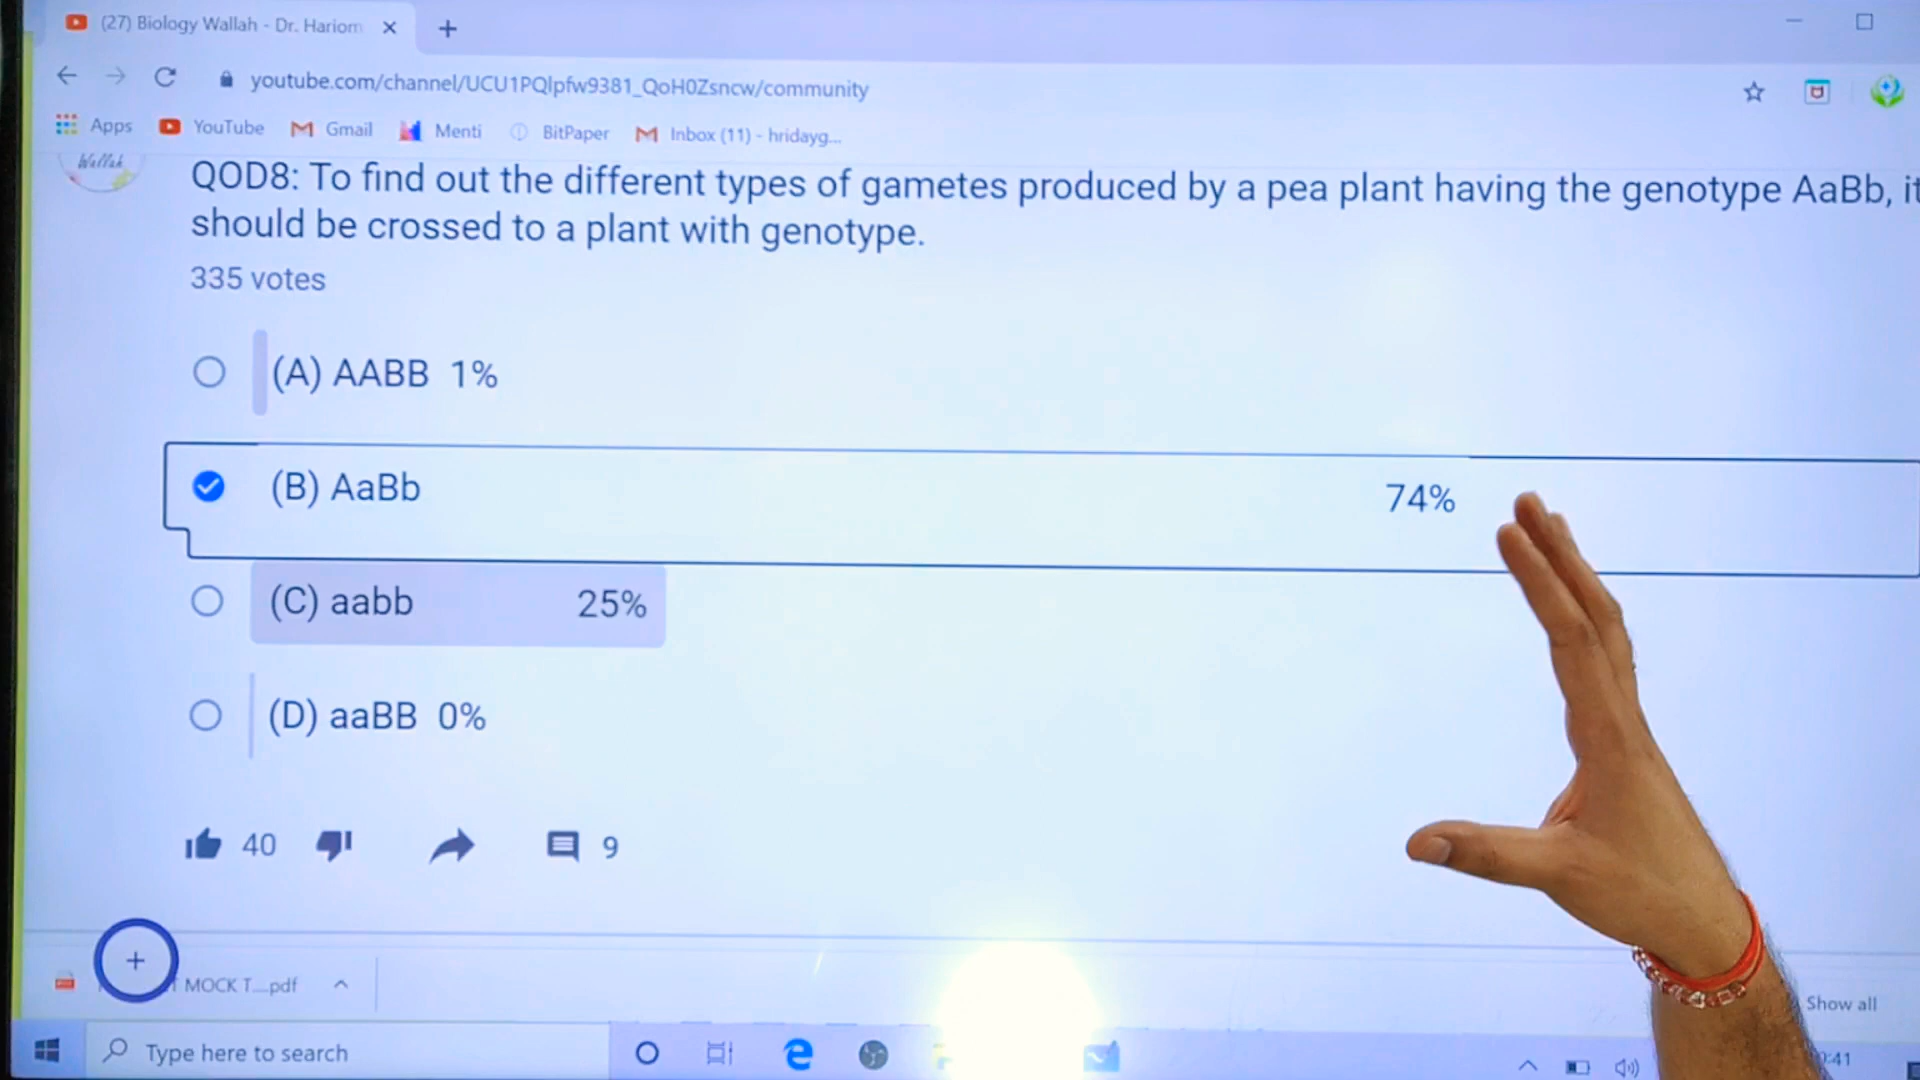 (27) Biology Wallah - Dr. Hariom
youtube.com/channel/UCU1PQlpfw9381_QoH0Zsncw/community
Apps YouTube Gmail Menti BitPaper Inbox (11) - hridayg...
Wallah
QOD8: To find out the different types of gametes produced by a pea plant having the genotype AaBb, it
should be crossed to a plant with genotype.
335 votes
(A) AABB 1%
(B) AaBb 74%
(C) aabb 25%
(D) aaBB 0%
40 9
MOCK T....pdf
Show all
Type here to search
:41